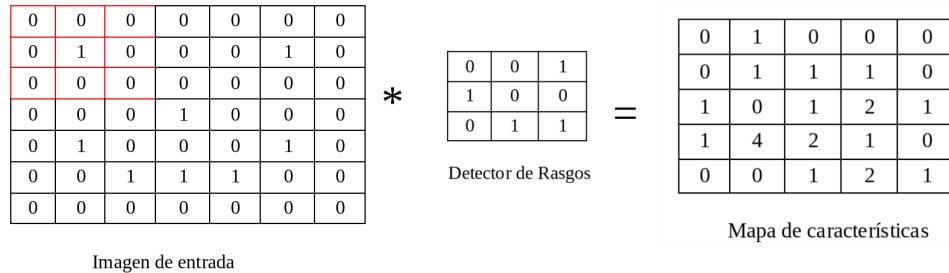 0 0 0 0 0 0 0
0 1 0 0 0 1 0
0 0 0 0 0 0 0
0 0 0 1 0 0 0
0 1 0 0 0 1 0
0 0 1 1 1 0 0
0 0 0 0 0 0 0
Imagen de entrada
*
0 0 1
1 0 0
0 1 1
Detector de Rasgos
=
0 1 0 0 0
0 1 1 1 0
1 0 1 2 1
1 4 2 1 0
0 0 1 2 1
Mapa de características